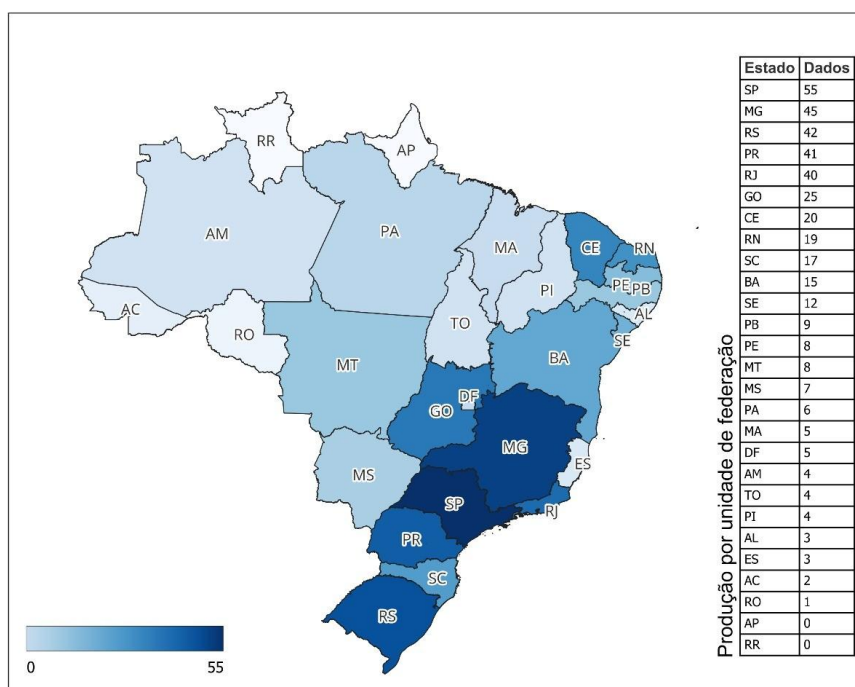 RR
AP
AM
PA
MA
CE
RN
PI
PE
PB
AC
TO
AL
RO
SE
MT
BA
DF
GO
MG
ES
MS
SP
RJ
PR
SC
RS
0
55
Produção por unidade de federação
Estado Dados
SP 55
MG 45
RS 42
PR 41
RJ 40
GO 25
CE 20
RN 19
SC 17
BA 15
SE 12
PB 9
PE 8
MT 8
MS 7
PA 6
MA 5
DF 5
AM 4
TO 4
PI 4
AL 3
ES 3
AC 2
RO 1
AP 0
RR 0